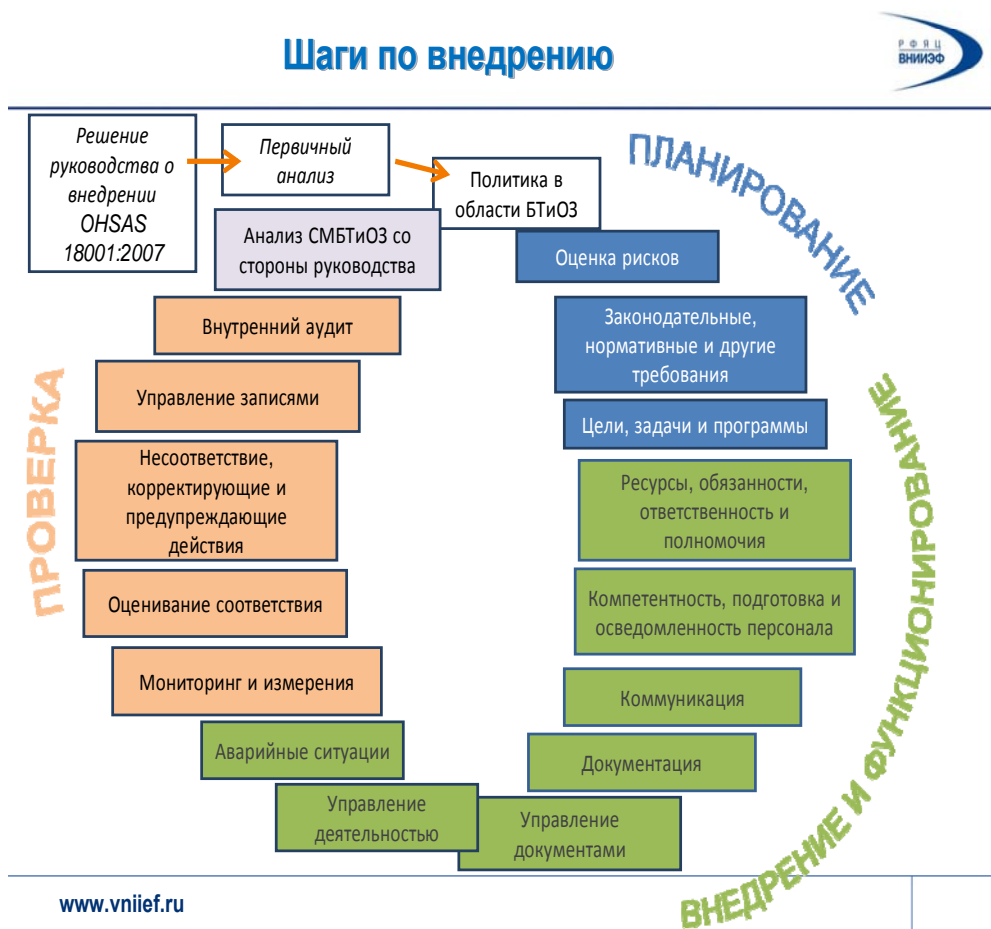 Шаги по внедрению
РФЯЦ
ВНИИЭФ
Решение
руководства о
внедрении
OHSAS
18001:2007
Первичный
анализ
Политика в
области БТиОЗ
ПЛАНИРОВАНИЕ
Оценка рисков
Законодательные,
нормативные и другие
требования
Цели, задачи и программы
ВНЕДРЕНИЕ И ФУНКЦИОНИРОВАНИЕ
Ресурсы, обязанности,
ответственность и
полномочия
Компетентность, подготовка и
осведомленность персонала
Коммуникация
Документация
Управление
документами
Управление
деятельностью
Аварийные ситуации
ПРОВЕРКА
Мониторинг и измерения
Оценивание соответствия
Несоответствие,
корректирующие и
предупреждающие
действия
Управление записями
Внутренний аудит
Анализ СМБТиОЗ со
стороны руководства
www.vniief.ru